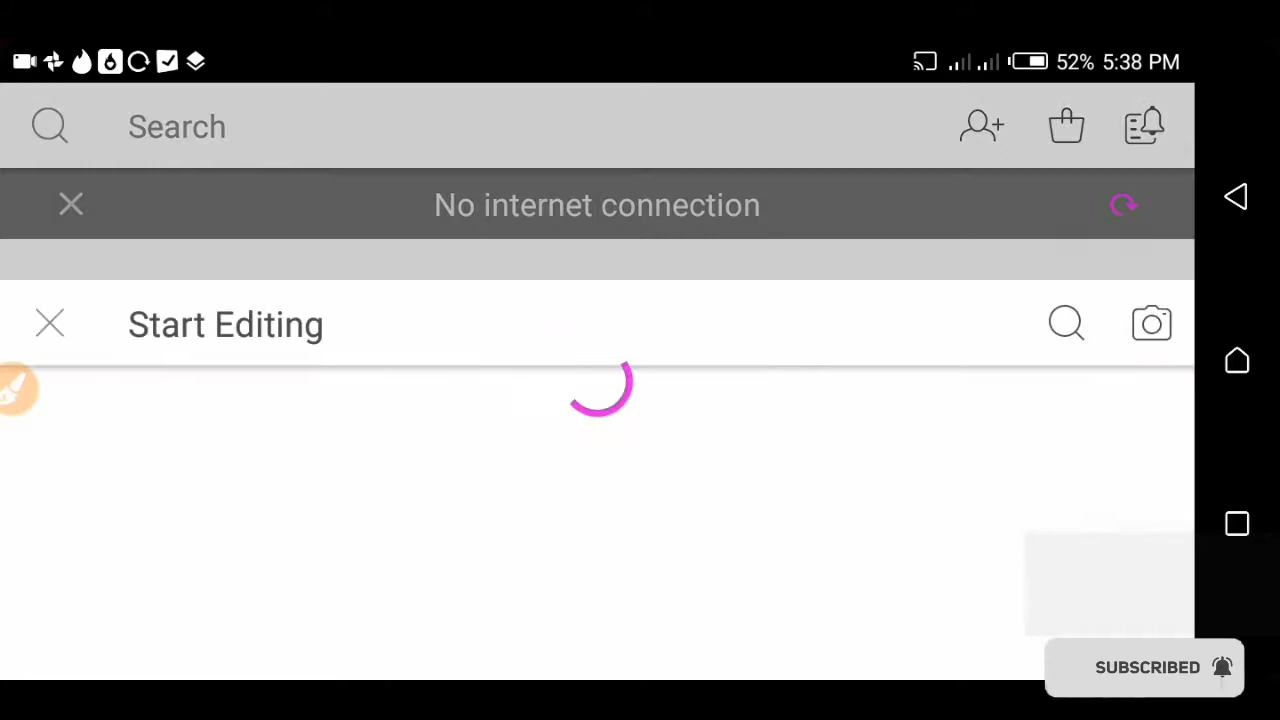 52% 5:38 PM
Search
No internet connection
Start Editing
SUBSCRIBED